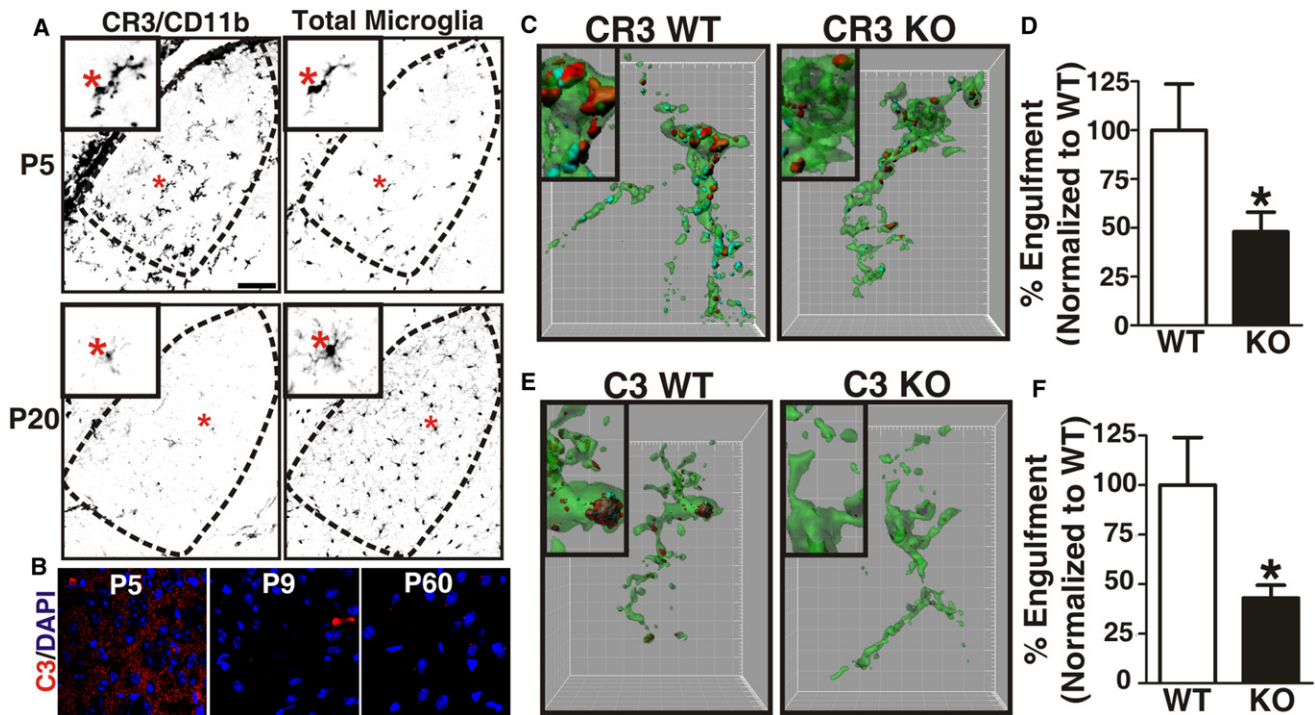 A
CR3/CD11b
Total Microglia
P5
P20
B
C3/DAPI
P5
P9
P60
C
CR3 WT
CR3 KO
D
% Engulfment
(Normalized to WT)
125
100
75
50
25
0
*
WT
KO
E
C3 WT
C3 KO
F
% Engulfment
(Normalized to WT)
125
100
75
50
25
0
*
WT
KO